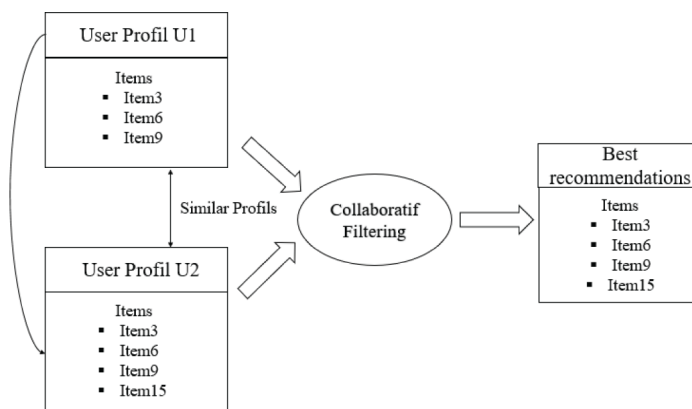 User Profil U1
Items
▪ Item3
▪ Item6
▪ Item9
Similar Profils
User Profil U2
Items
▪ Item3
▪ Item6
▪ Item9
▪ Item15
Collaboratif
Filtering
Best
recommendations
Items
▪ Item3
▪ Item6
▪ Item9
▪ Item15